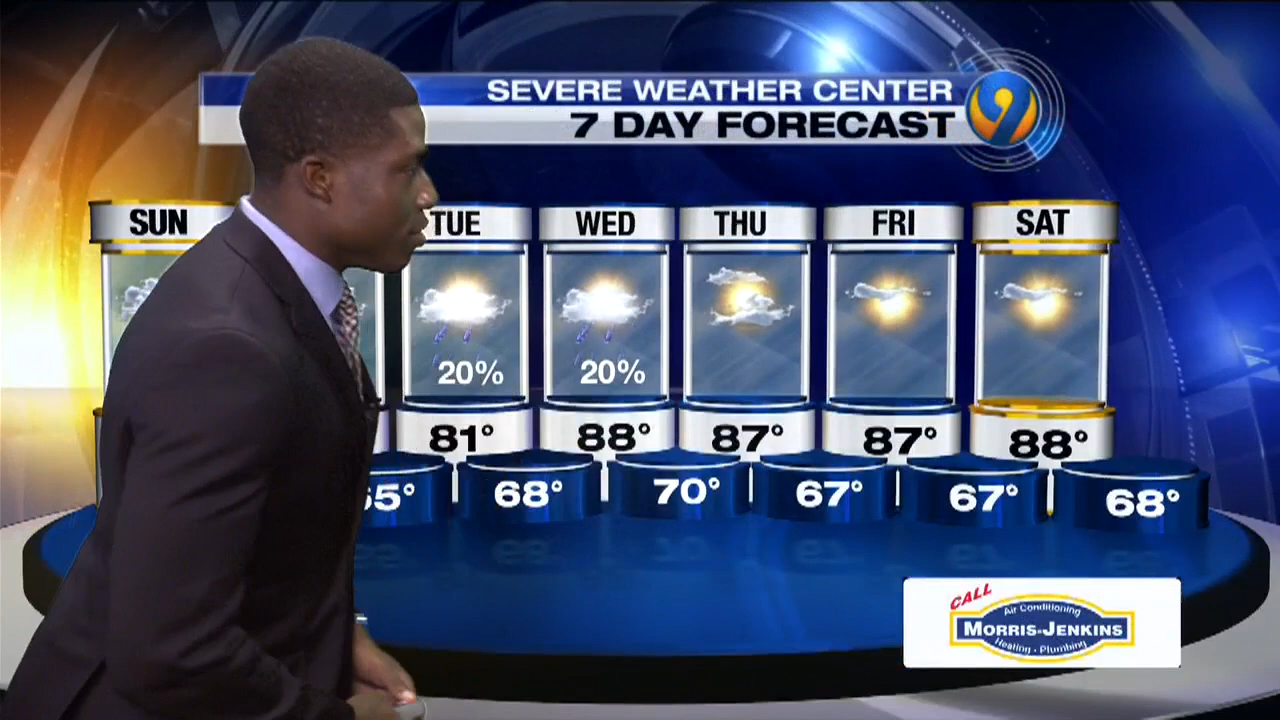 SEVERE WEATHER CENTER
7 DAY FORECAST
9
SUN TUE WED THU FRI SAT
20% 20%
81° 88° 87° 87° 88°
65° 68° 70° 67° 67° 68°
CALL
Air Conditioning
MORRIS-JENKINS
Heating - Plumbing